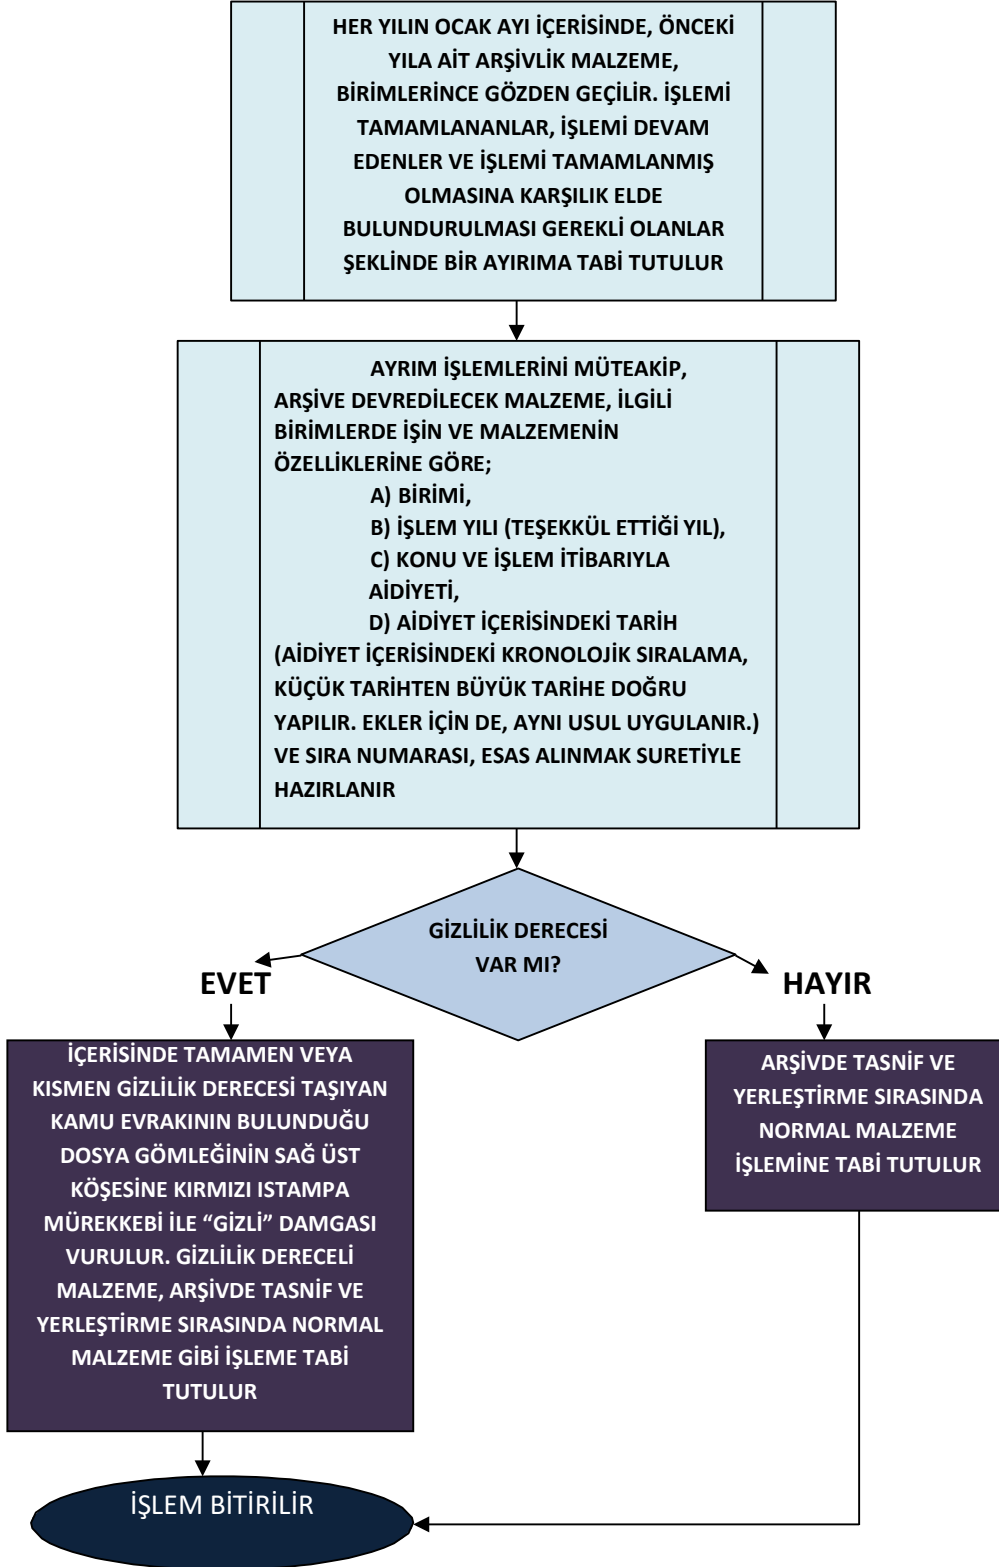 HER YILIN OCAK AYI İÇERİSİNDE, ÖNCEKİ
YILA AİT ARŞİVLİK MALZEME,
BİRİMLERİNCE GÖZDEN GEÇİLİR. İŞLEMİ
TAMAMLANANLAR, İŞLEMİ DEVAM
EDENLER VE İŞLEMİ TAMAMLANMIŞ
OLMASINA KARŞILIK ELDE
BULUNDURULMASI GEREKLİ OLANLAR
ŞEKLİNDE BİR AYIRIMA TABİ TUTULUR
AYRIM İŞLEMLERİNİ MÜTEAKİP,
ARŞİVE DEVREDİLECEK MALZEME, İLGİLİ
BİRİMLERDE İŞİN VE MALZEMENİN
ÖZELLİKLERİNE GÖRE;
A) BİRİMİ,
B) İŞLEM YILI (TEŞEKKÜL ETTİĞİ YIL),
C) KONU VE İŞLEM İTİBARIYLA
AİDİYETİ,
D) AİDİYET İÇERİSİNDEKİ TARİH
(AİDİYET İÇERİSİNDEKİ KRONOLOJİK SIRALAMA,
KÜÇÜK TARİHTEN BÜYÜK TARİHE DOĞRU
YAPILIR. EKLER İÇİN DE, AYNI USUL UYGULANIR.)
VE SIRA NUMARASI, ESAS ALINMAK SURETİYLE
HAZIRLANIR
GİZLİLİK DERECESİ
VAR MI?
EVET
HAYIR
İÇERİSİNDE TAMAMEN VEYA
KISMEN GİZLİLİK DERECESİ TAŞIYAN
KAMU EVRAKININ BULUNDUĞU
DOSYA GÖMLEĞİNİN SAĞ ÜST
KÖŞESİNE KIRMIZI ISTAMPA
MÜREKKEBİ İLE “GİZLİ” DAMGASI
VURULUR. GİZLİLİK DERECELİ
MALZEME, ARŞİVDE TASNİF VE
YERLEŞTİRME SIRASINDA NORMAL
MALZEME GİBİ İŞLEME TABİ
TUTULUR
ARŞİVDE TASNİF VE
YERLEŞTİRME SIRASINDA
NORMAL MALZEME
İŞLEMİNE TABİ TUTULUR
İŞLEM BİTİRİLİR